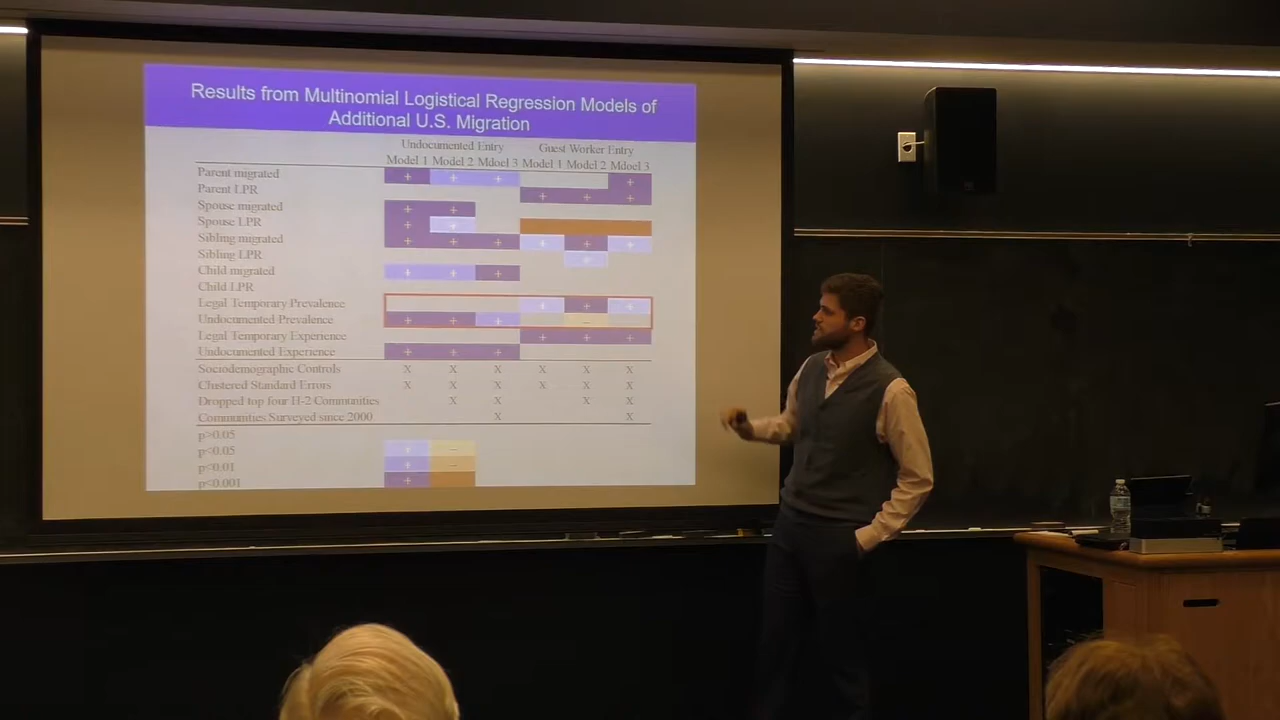 Results from Multinomial Logistical Regression Models of
Additional U.S. Migration
Undocumented Entry Guest Worker Entry
Model 1 Model 2 Mdoel 3 Model 1 Model 2 Mdoel 3
Parent migrated + + + +
Parent LPR + + +
Spouse migrated + +
Spouse LPR + +
Sibling migrated + + + + + +
Sibling LPR +
Child migrated + + +
Child LPR
Legal Temporary Prevalence + + +
Undocumented Prevalence + + + –
Legal Temporary Experience + + +
Undocumented Experience + + +
Sociodemographic Controls X X X X X X
Clustered Standard Errors X X X X X X
Dropped top four H-2 Communities X X X X
Communities Surveyed since 2000 X X
p>0.05
p<0.05 + –
p<0.01 + –
p<0.001 +